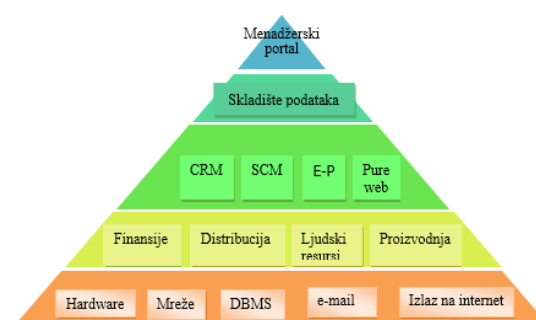 Menadžerski
portal
Skladište podataka
CRM SCM E-P Pure
web
Finansije Distribucija Ljudski Proizvodnja
resursi
Hardware Mreže DBMS e-mail Izlaz na internet